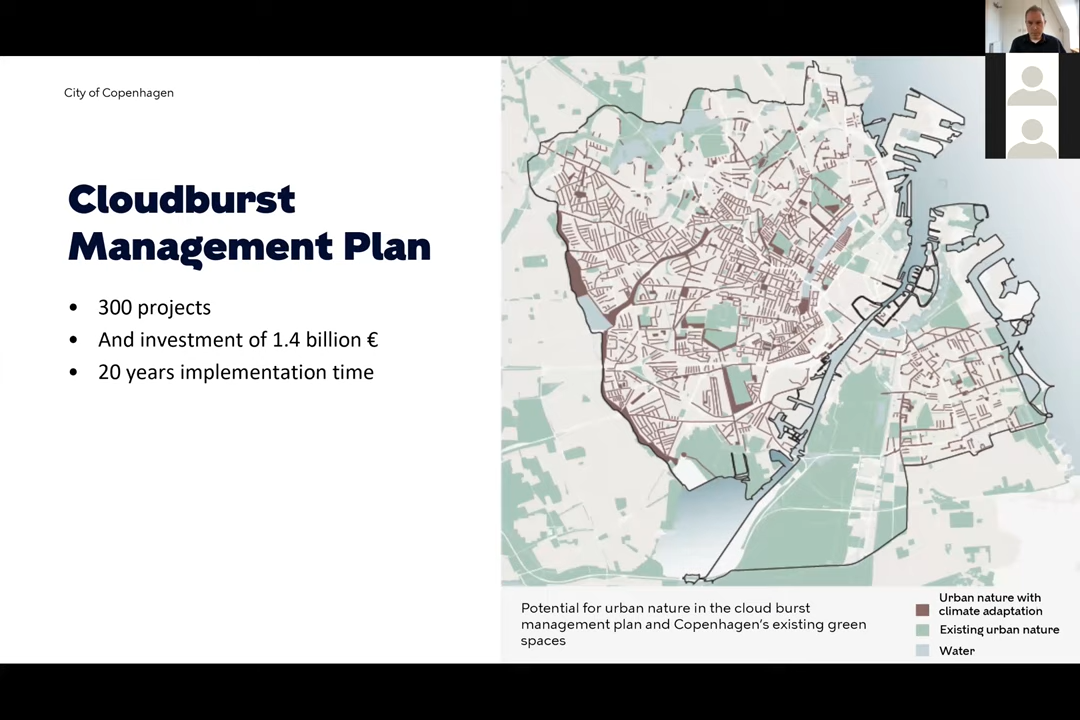 City of Copenhagen
Cloudburst
Management Plan
• 300 projects
• And investment of 1.4 billion €
• 20 years implementation time
Potential for urban nature in the cloud burst
management plan and Copenhagen's existing green
spaces
Urban nature with
climate adaptation
Existing urban nature
Water